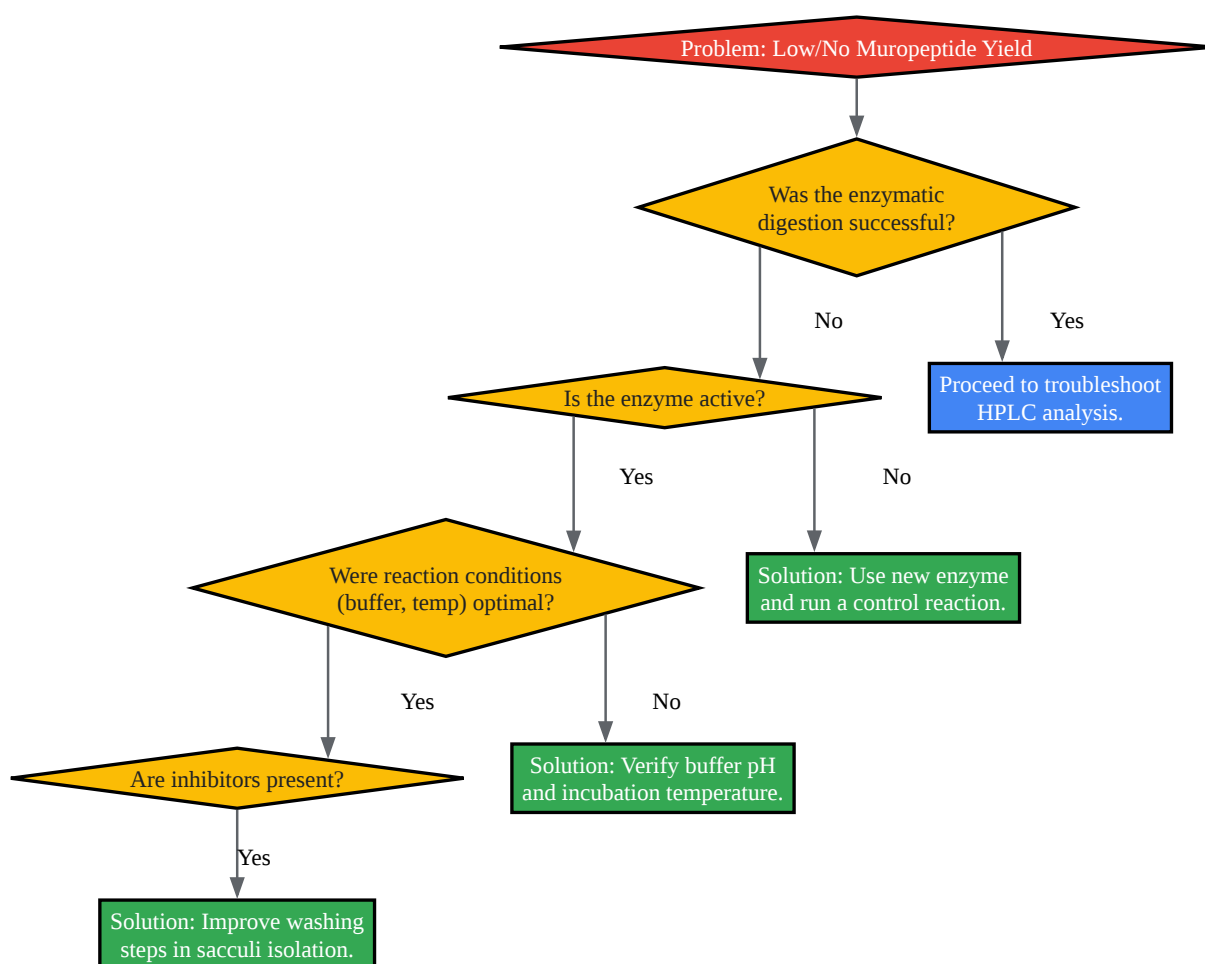 Problem: Low/No Muropeptide Yield
Was the enzymatic
digestion successful?
No
Yes
Proceed to troubleshoot
HPLC analysis.
Is the enzyme active?
Yes
No
Solution: Use new enzyme
and run a control reaction.
Were reaction conditions
(buffer, temp) optimal?
Yes
No
Solution: Verify buffer pH
and incubation temperature.
Are inhibitors present?
Yes
Solution: Improve washing
steps in sacculi isolation.